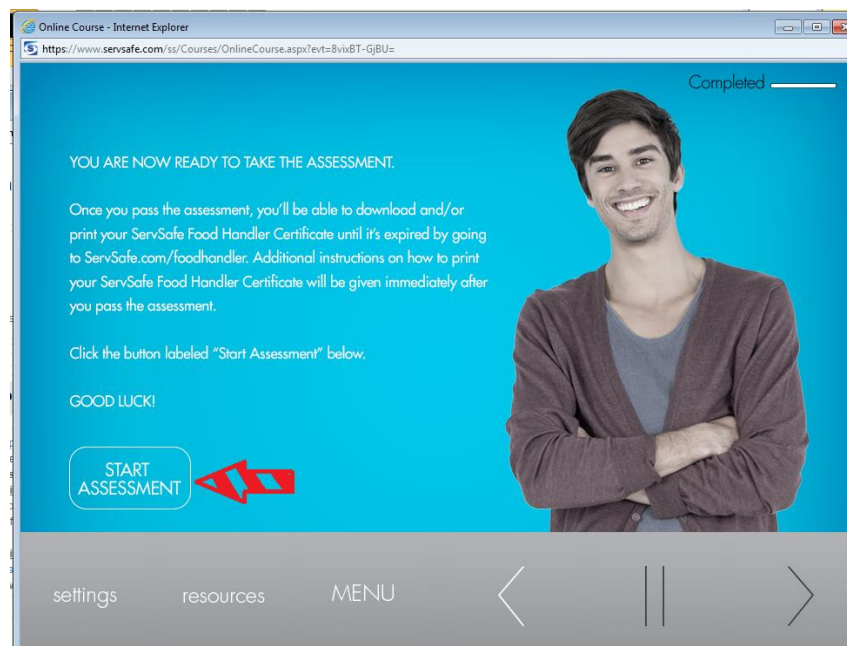 Online Course - Internet Explorer
https://www.servsafe.com/ss/Courses/OnlineCourse.aspx?evt=8vixBT-GjBU=
Completed
YOU ARE NOW READY TO TAKE THE ASSESSMENT.
Once you pass the assessment, you'll be able to download and/or
print your ServSafe Food Handler Certificate until it's expired by going
to ServSafe.com/foodhandler. Additional instructions on how to print
your ServSafe Food Handler Certificate will be given immediately after
you pass the assessment.
Click the button labeled "Start Assessment" below.
GOOD LUCK!
START
ASSESSMENT
settings resources MENU